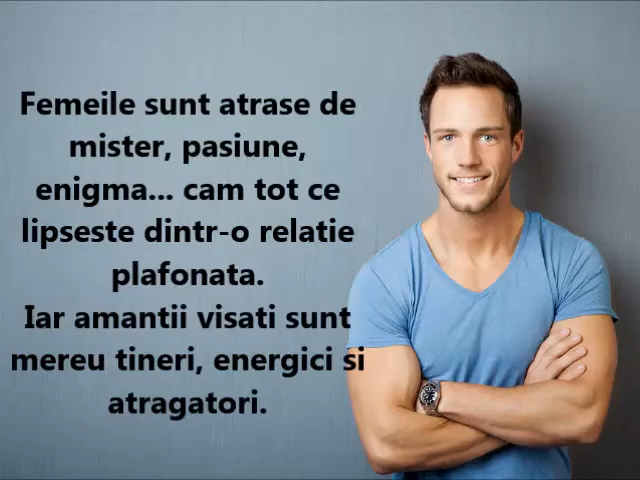 Femeile sunt atrase de
mister, pasiune,
enigma... cam tot ce
lipseste dintr-o relatie
plafonata.
Iar amantii visati sunt
mereu tineri, energici si
atragatori.